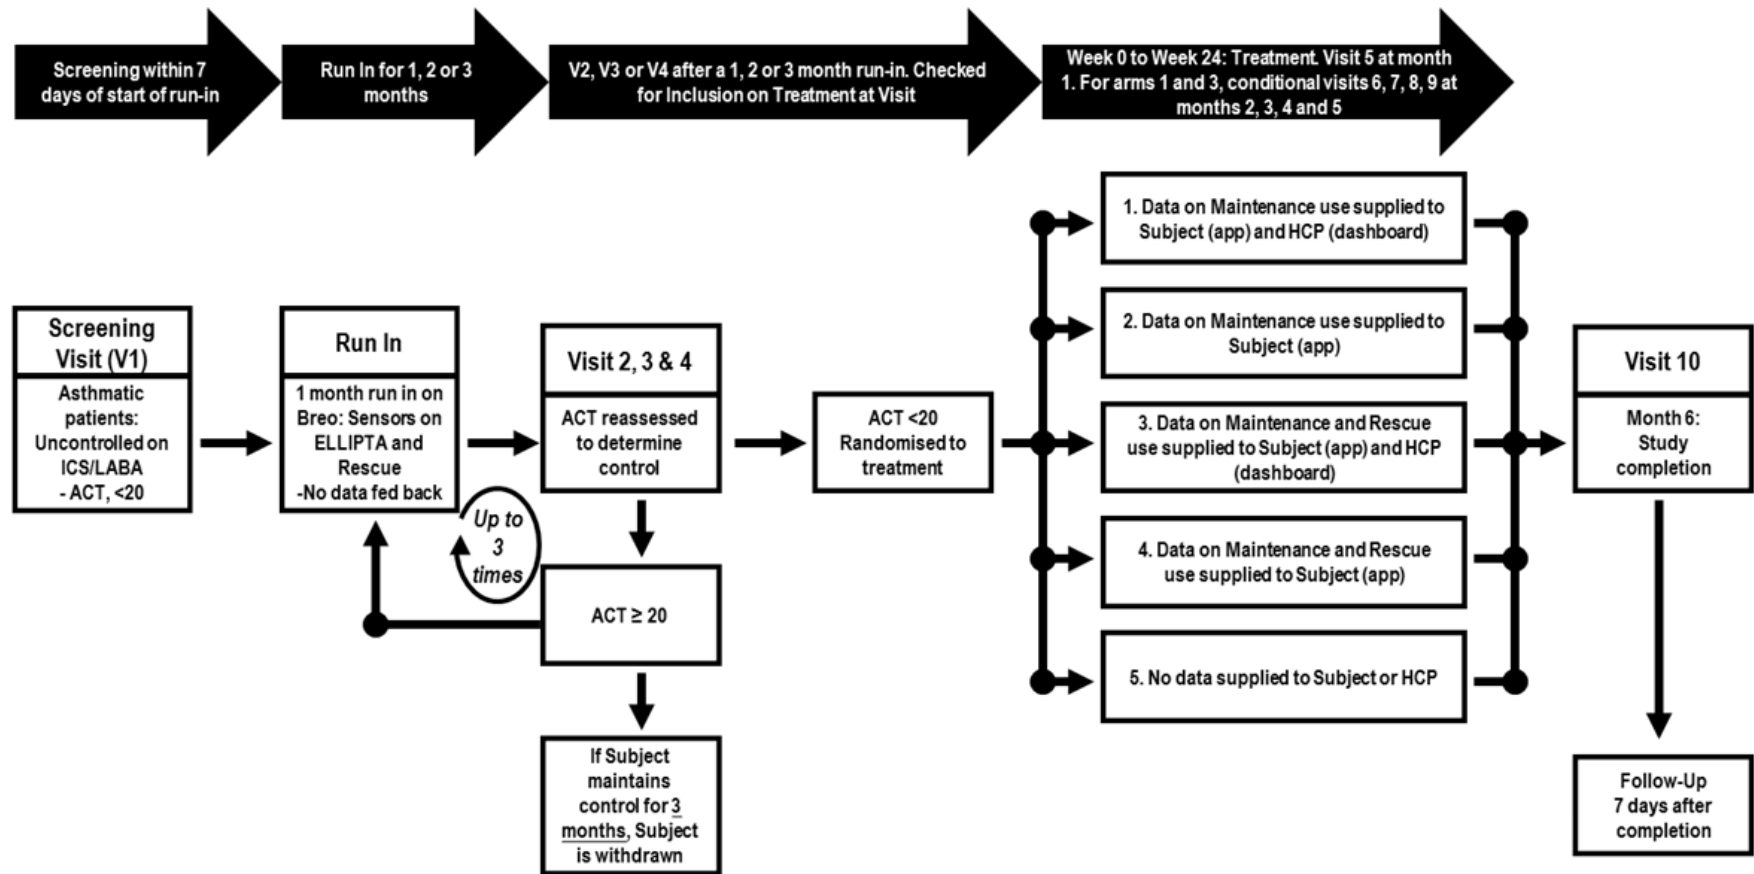 Screening within 7
days of start of run-in
Run In for 1, 2 or 3
months
V2, V3 or V4 after a 1, 2 or 3 month run-in. Checked
for Inclusion on Treatment at Visit
Week 0 to Week 24: Treatment. Visit 5 at month
1. For arms 1 and 3, conditional visits 6, 7, 8, 9 at
months 2, 3, 4 and 5
Screening
Visit (V1)
Asthmatic
patients:
Uncontrolled on
ICS/LABA
- ACT, <20
Run In
1 month run in on
Breo: Sensors on
ELLIPTA and
Rescue
-No data fed back
Up to
3
times
Visit 2, 3 & 4
ACT reassessed
to determine
control
ACT ≥ 20
If Subject
maintains
control for 3
months, Subject
is withdrawn
ACT <20
Randomised to
treatment
1. Data on Maintenance use supplied to
Subject (app) and HCP (dashboard)
2. Data on Maintenance use supplied to
Subject (app)
3. Data on Maintenance and Rescue
use supplied to Subject (app) and HCP
(dashboard)
4. Data on Maintenance and Rescue
use supplied to Subject (app)
5. No data supplied to Subject or HCP
Visit 10
Month 6:
Study
completion
Follow-Up
7 days after
completion